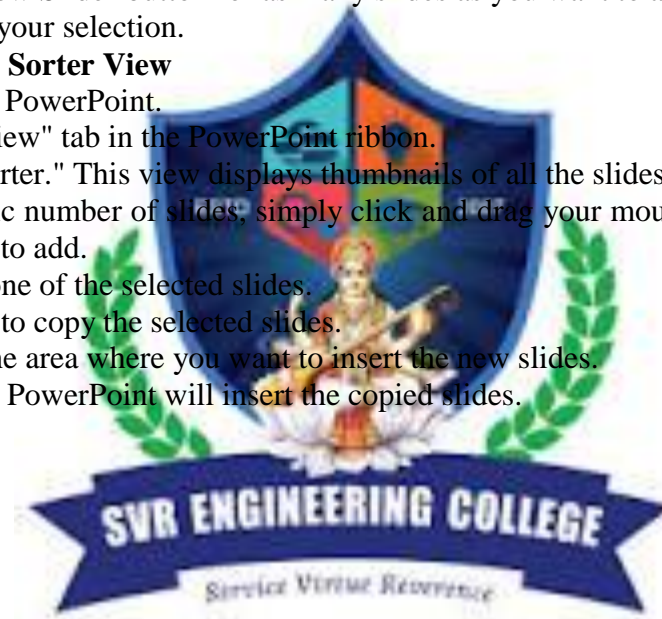 your selection.
Sorter View
PowerPoint.
iew" tab in the PowerPoint ribbon.
rter." This view displays thumbnails of all the slides
c number of slides, simply click and drag your mou
to add.
one of the selected slides.
to copy the selected slides.
e area where you want to insert the new slides.
PowerPoint will insert the copied slides.
SVR ENGINEERING COLLEGE
Service Virtue Reverence